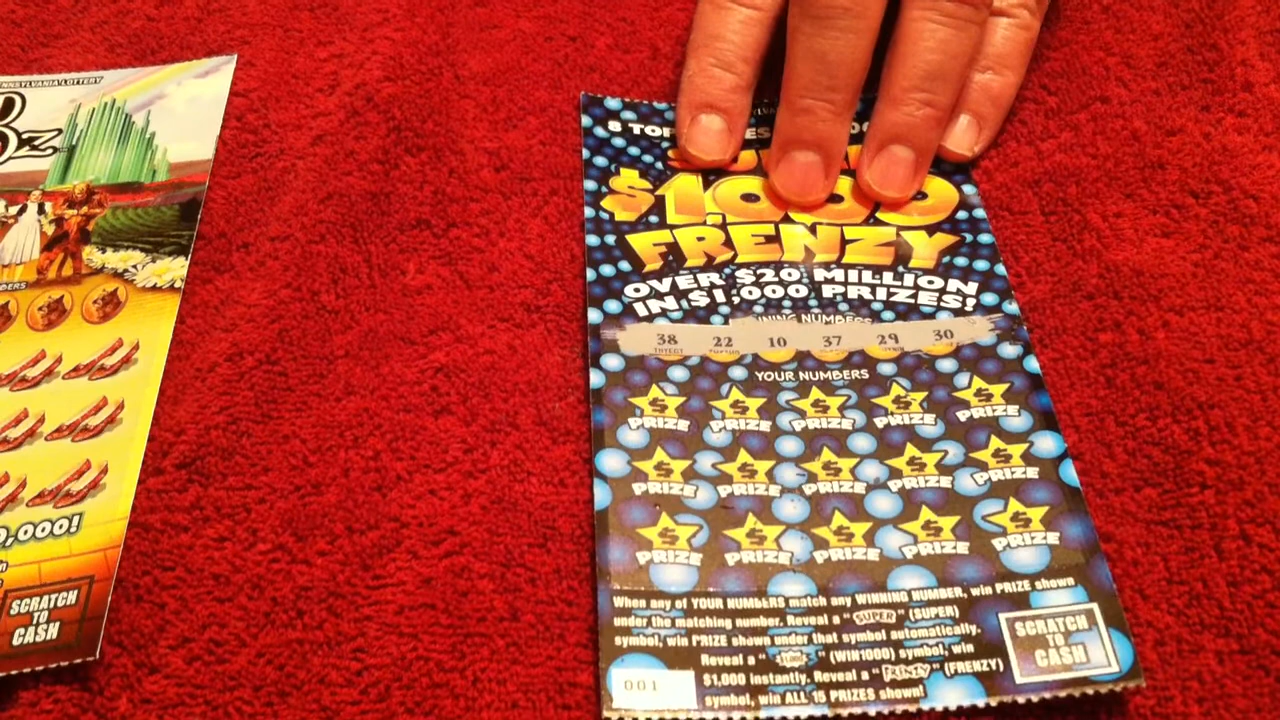 PENNSYLVANIA LOTTERY
0,000!
SCRATCH
TO
CASH
8 TOP
$1,000
FRENZY
OVER $20 MILLION
IN $1,000 PRIZES!
WINNING NUMBERS
38 22 10 37 29 30
YOUR NUMBERS
$ $ $ $ $
PRIZE PRIZE PRIZE PRIZE PRIZE
$ $ $ $ $
PRIZE PRIZE PRIZE PRIZE PRIZE
$ $ $ $ $
PRIZE PRIZE PRIZE PRIZE PRIZE
When any of YOUR NUMBERS match any WINNING NUMBER, win PRIZE shown
under the matching number. Reveal a "SUPER" (SUPER)
symbol, win PRIZE shown under that symbol automatically.
Reveal a " " (WIN1000) symbol, win
$1,000 instantly. Reveal a "FRENZY" (FRENZY)
symbol, win ALL 15 PRIZES shown!
SCRATCH
TO
CASH
001